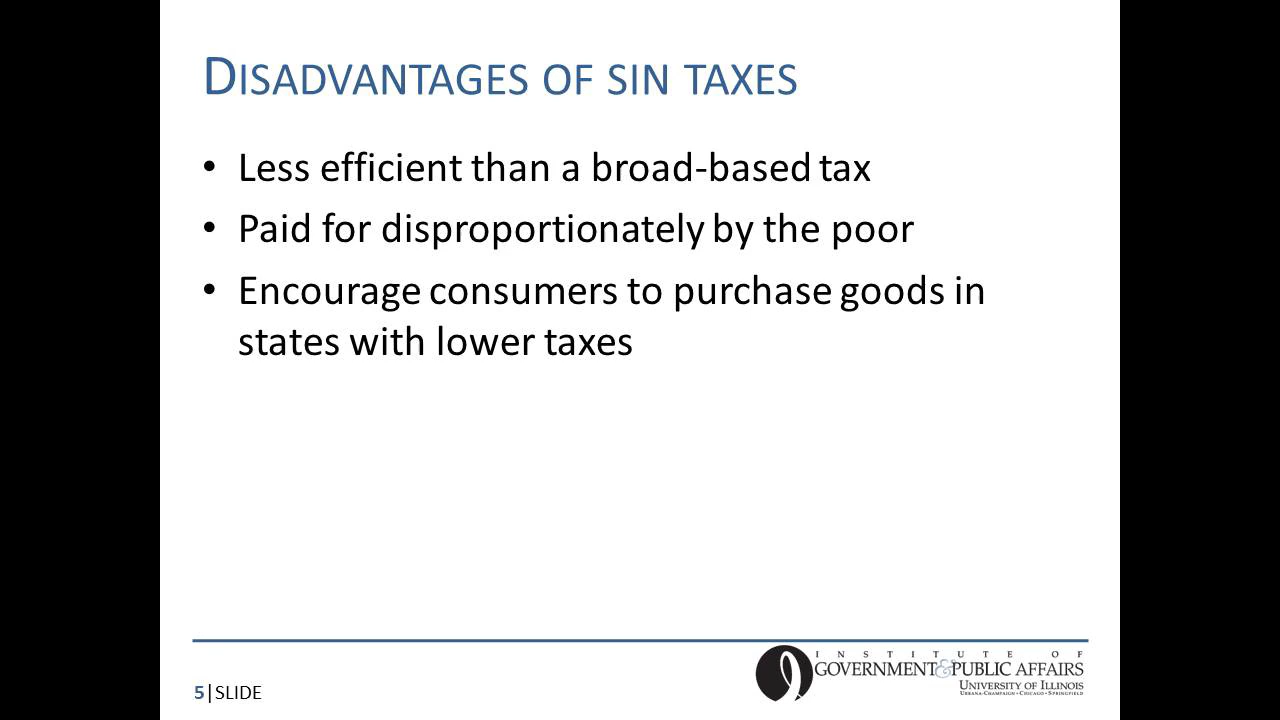 DISADVANTAGES OF SIN TAXES
• Less efficient than a broad-based tax
• Paid for disproportionately by the poor
• Encourage consumers to purchase goods in
states with lower taxes
5|SLIDE
INSTITUTE OF
GOVERNMENT & PUBLIC AFFAIRS
UNIVERSITY OF ILLINOIS
URBANA-CHAMPAIGN • CHICAGO • SPRINGFIELD